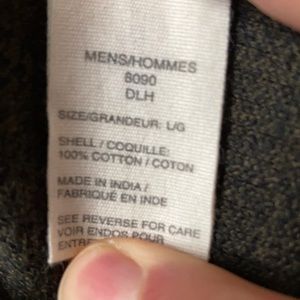 MENS/HOMMES
8090
DLH
SIZE/GRANDEUR: L/G
SHELL / COQUILLE:
100% COTTON / COTON
MADE IN INDIA /
FABRIQUÉ EN INDE
SEE REVERSE FOR CARE
VOIR ENDOS POUR